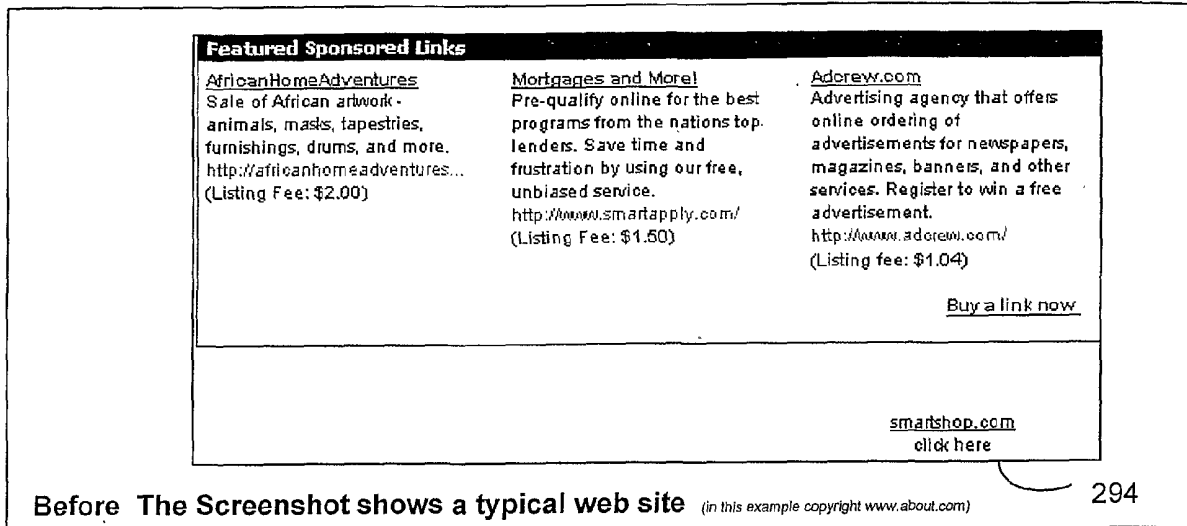 Featured Sponsored Links
AfricanHomeAdventures
Sale of African artwork -
animals, masks, tapestries,
furnishings, drums, and more.
http://africanhomeadventures...
(Listing Fee: $2.00)
Mortgages and More!
Pre-qualify online for the best
programs from the nations top
lenders. Save time and
frustration by using our free,
unbiased service.
http://www.smartapply.com/
(Listing Fee: $1.50)
Adcrew.com
Advertising agency that offers
online ordering of
advertisements for newspapers,
magazines, banners, and other
services. Register to win a free
advertisement.
http://www.adcrew.com/
(Listing fee: $1.04)
Buy a link now
smartshop.com
click here
294
Before The Screenshot shows a typical web site (in this example copyright www.about.com)